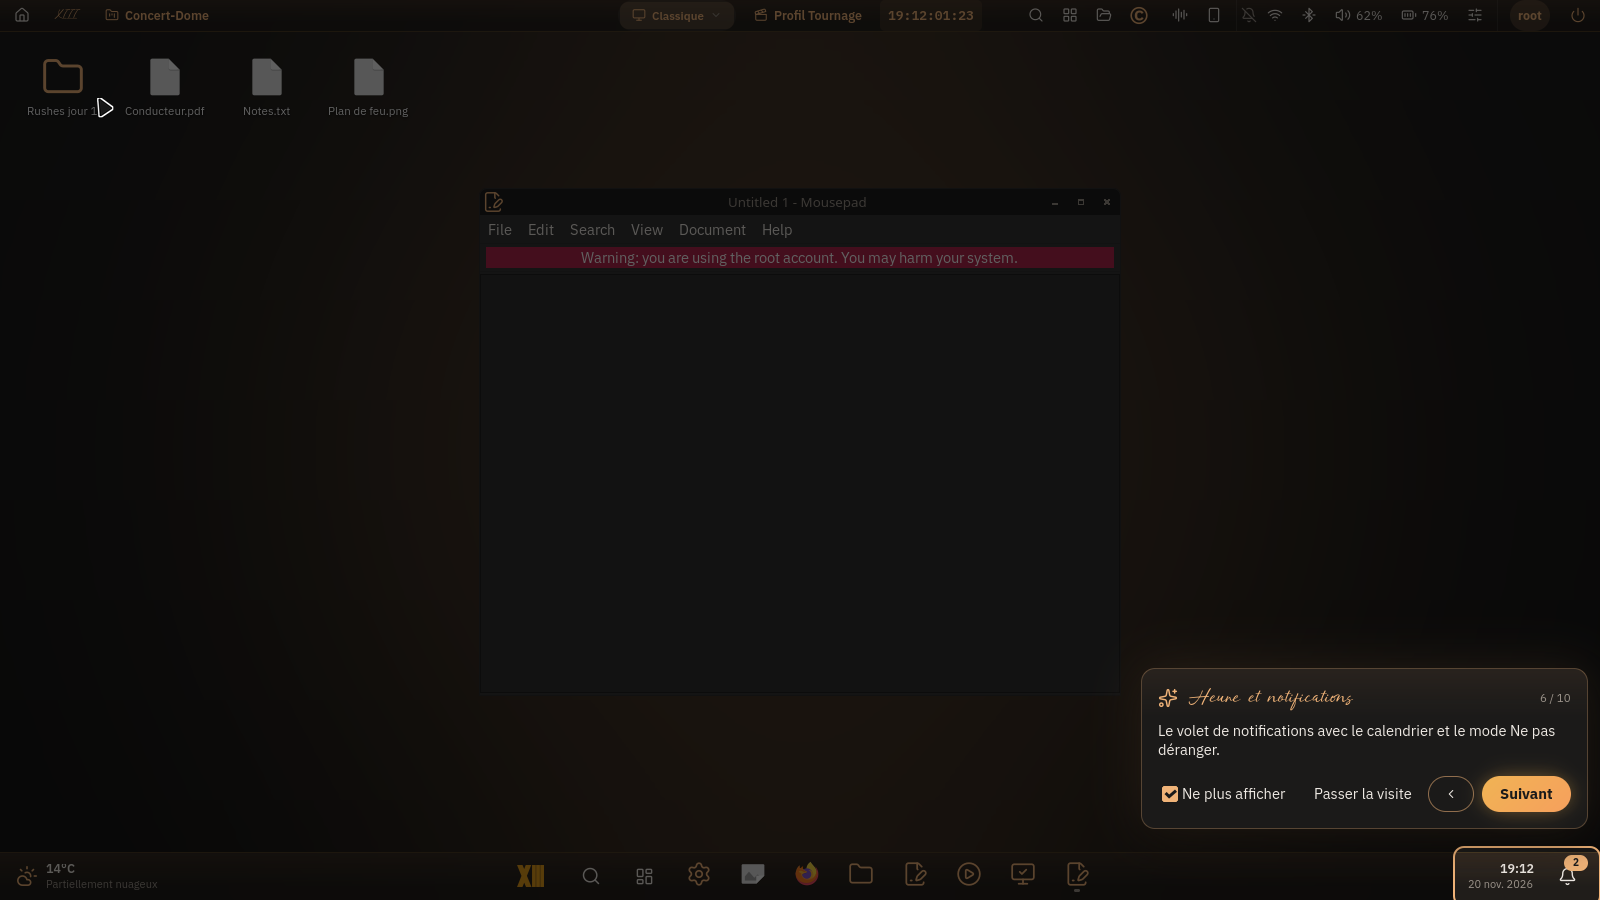 XIII
Concert-Dome
Classique
Profil Tournage
19:12:01:23
62%
76%
root
Rushes jour 1
Conducteur.pdf
Notes.txt
Plan de feu.png
Untitled 1 - Mousepad
File Edit Search View Document Help
Warning: you are using the root account. You may harm your system.
Heure et notifications
6 / 10
Le volet de notifications avec le calendrier et le mode Ne pas
déranger.
Ne plus afficher
Passer la visite
Suivant
14°C
Partiellement nuageux
XIII
19:12
20 nov. 2026
2